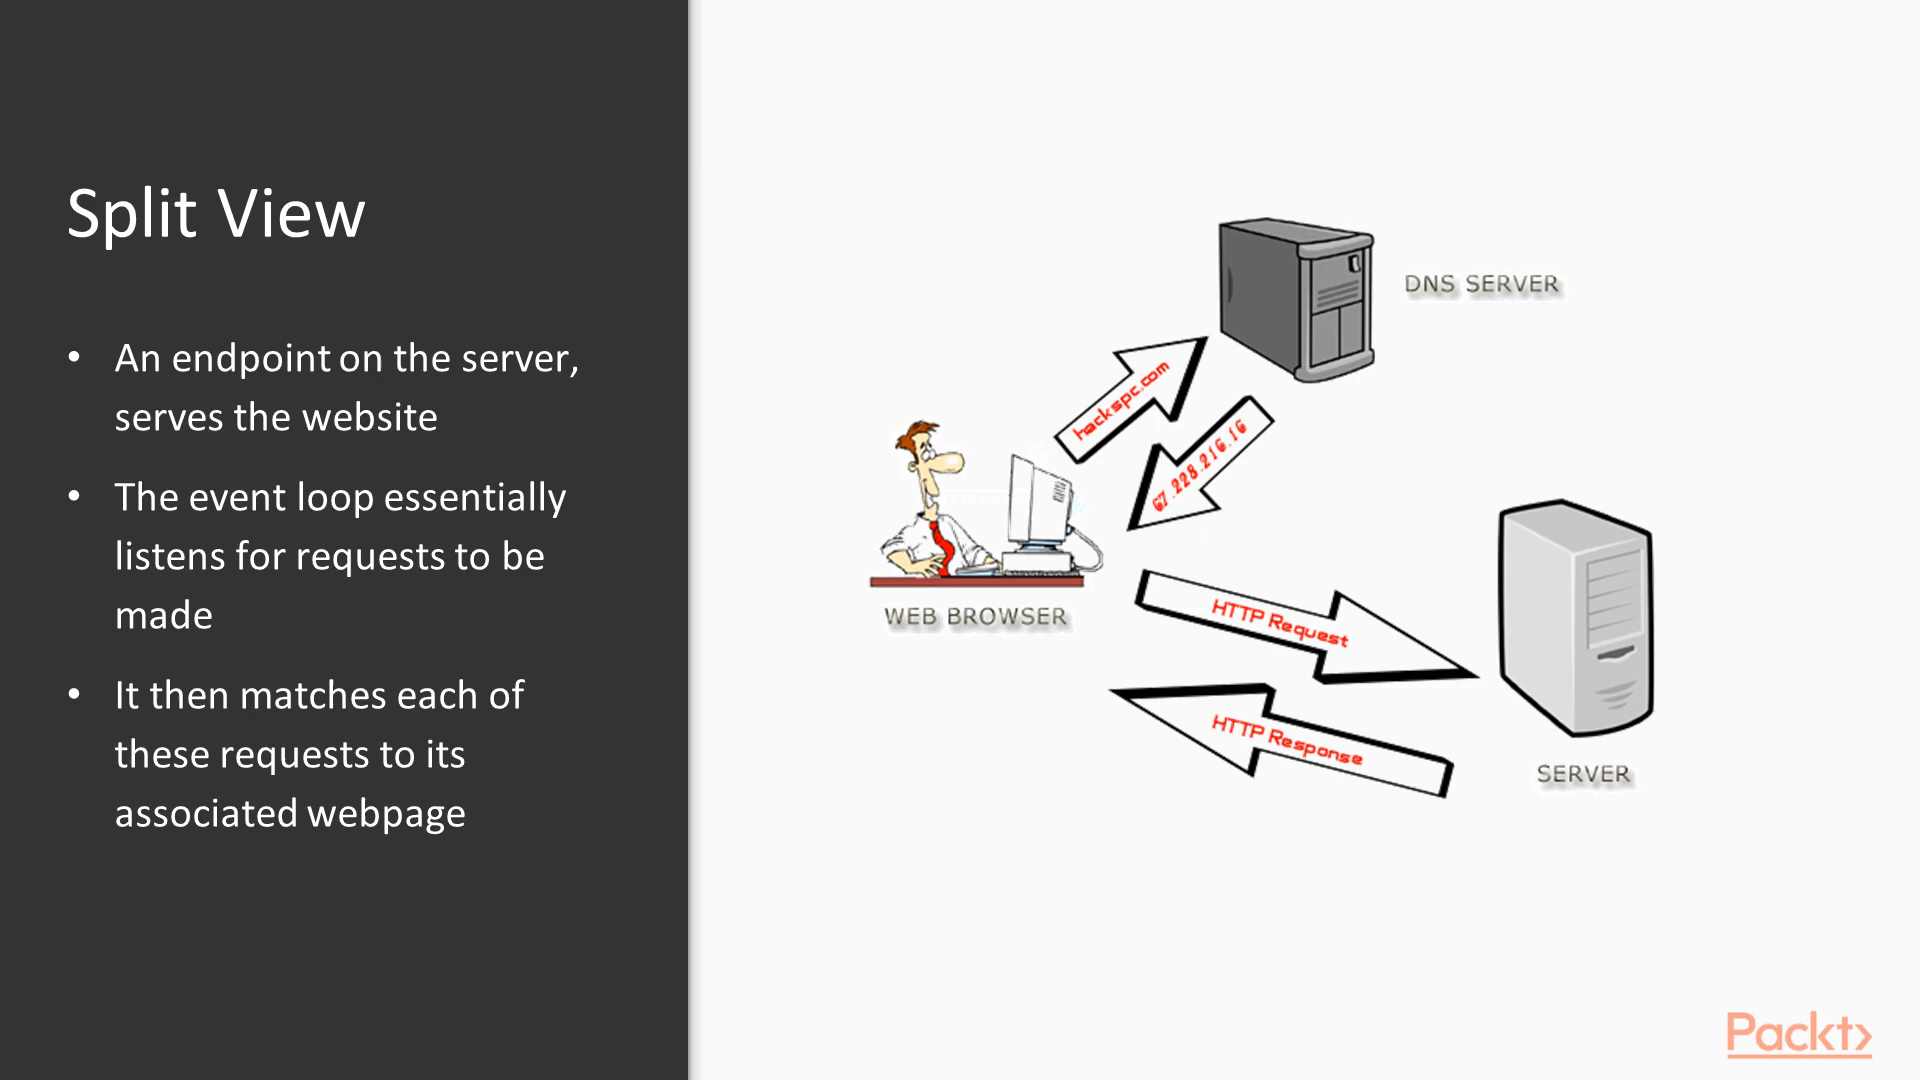 Split View
• An endpoint on the server,
serves the website
• The event loop essentially
listens for requests to be
made
• It then matches each of
these requests to its
associated webpage
DNS SERVER
hackspc.com
67.228.216.16
WEB BROWSER
HTTP Request
HTTP Response
SERVER
Packt>